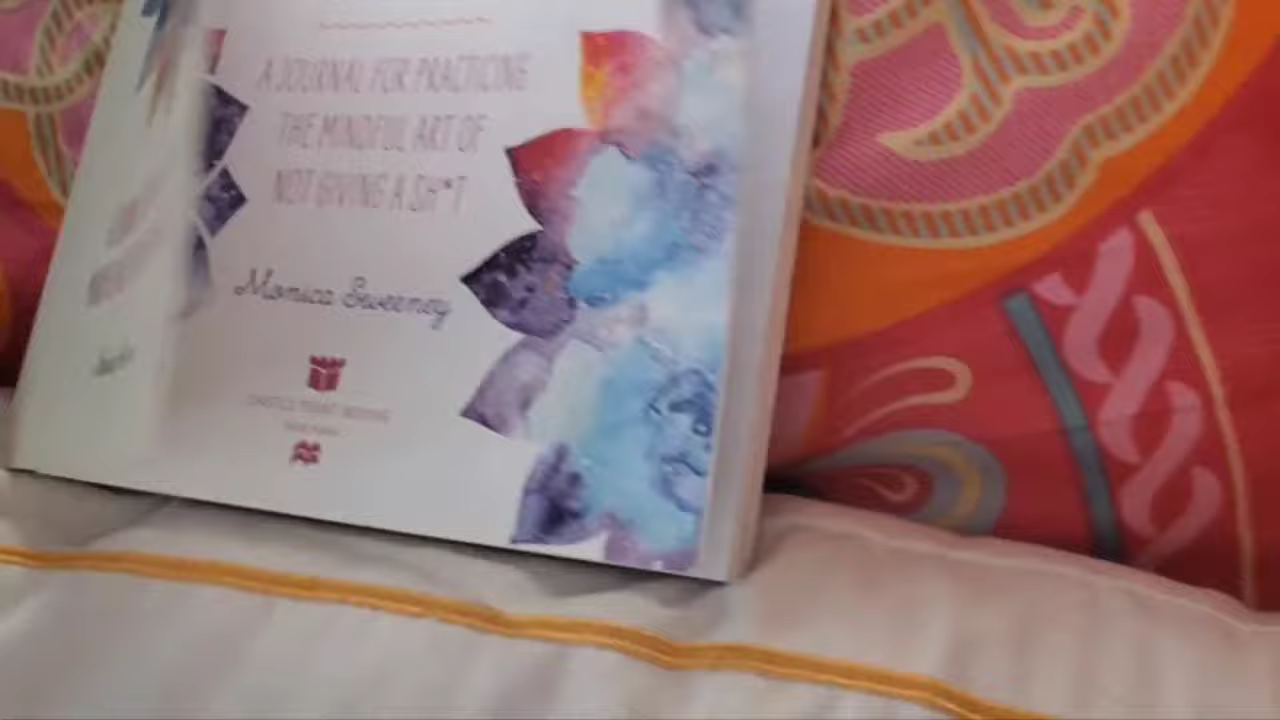 A JOURNAL FOR PRACTICING
THE MINDFUL ART OF
NOT GIVING A SH*T
Monica Sweeney